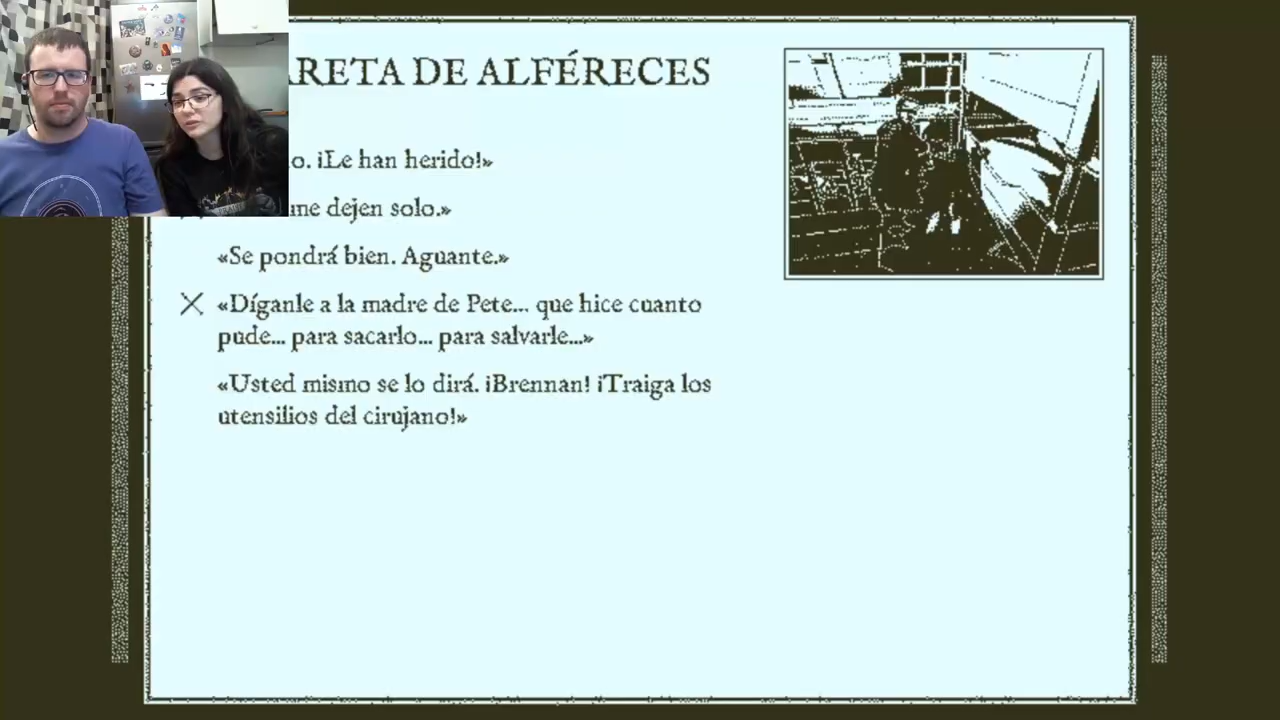 ARETA DE ALFÉRECES
o. ¡Le han herido!»
me dejen solo.»
«Se pondrá bien. Aguante.»
«Díganle a la madre de Pete... que hice cuanto
pude... para sacarlo... para salvarle...»
«Usted mismo se lo dirá. ¡Brennan! ¡Traiga los
utensilios del cirujano!»